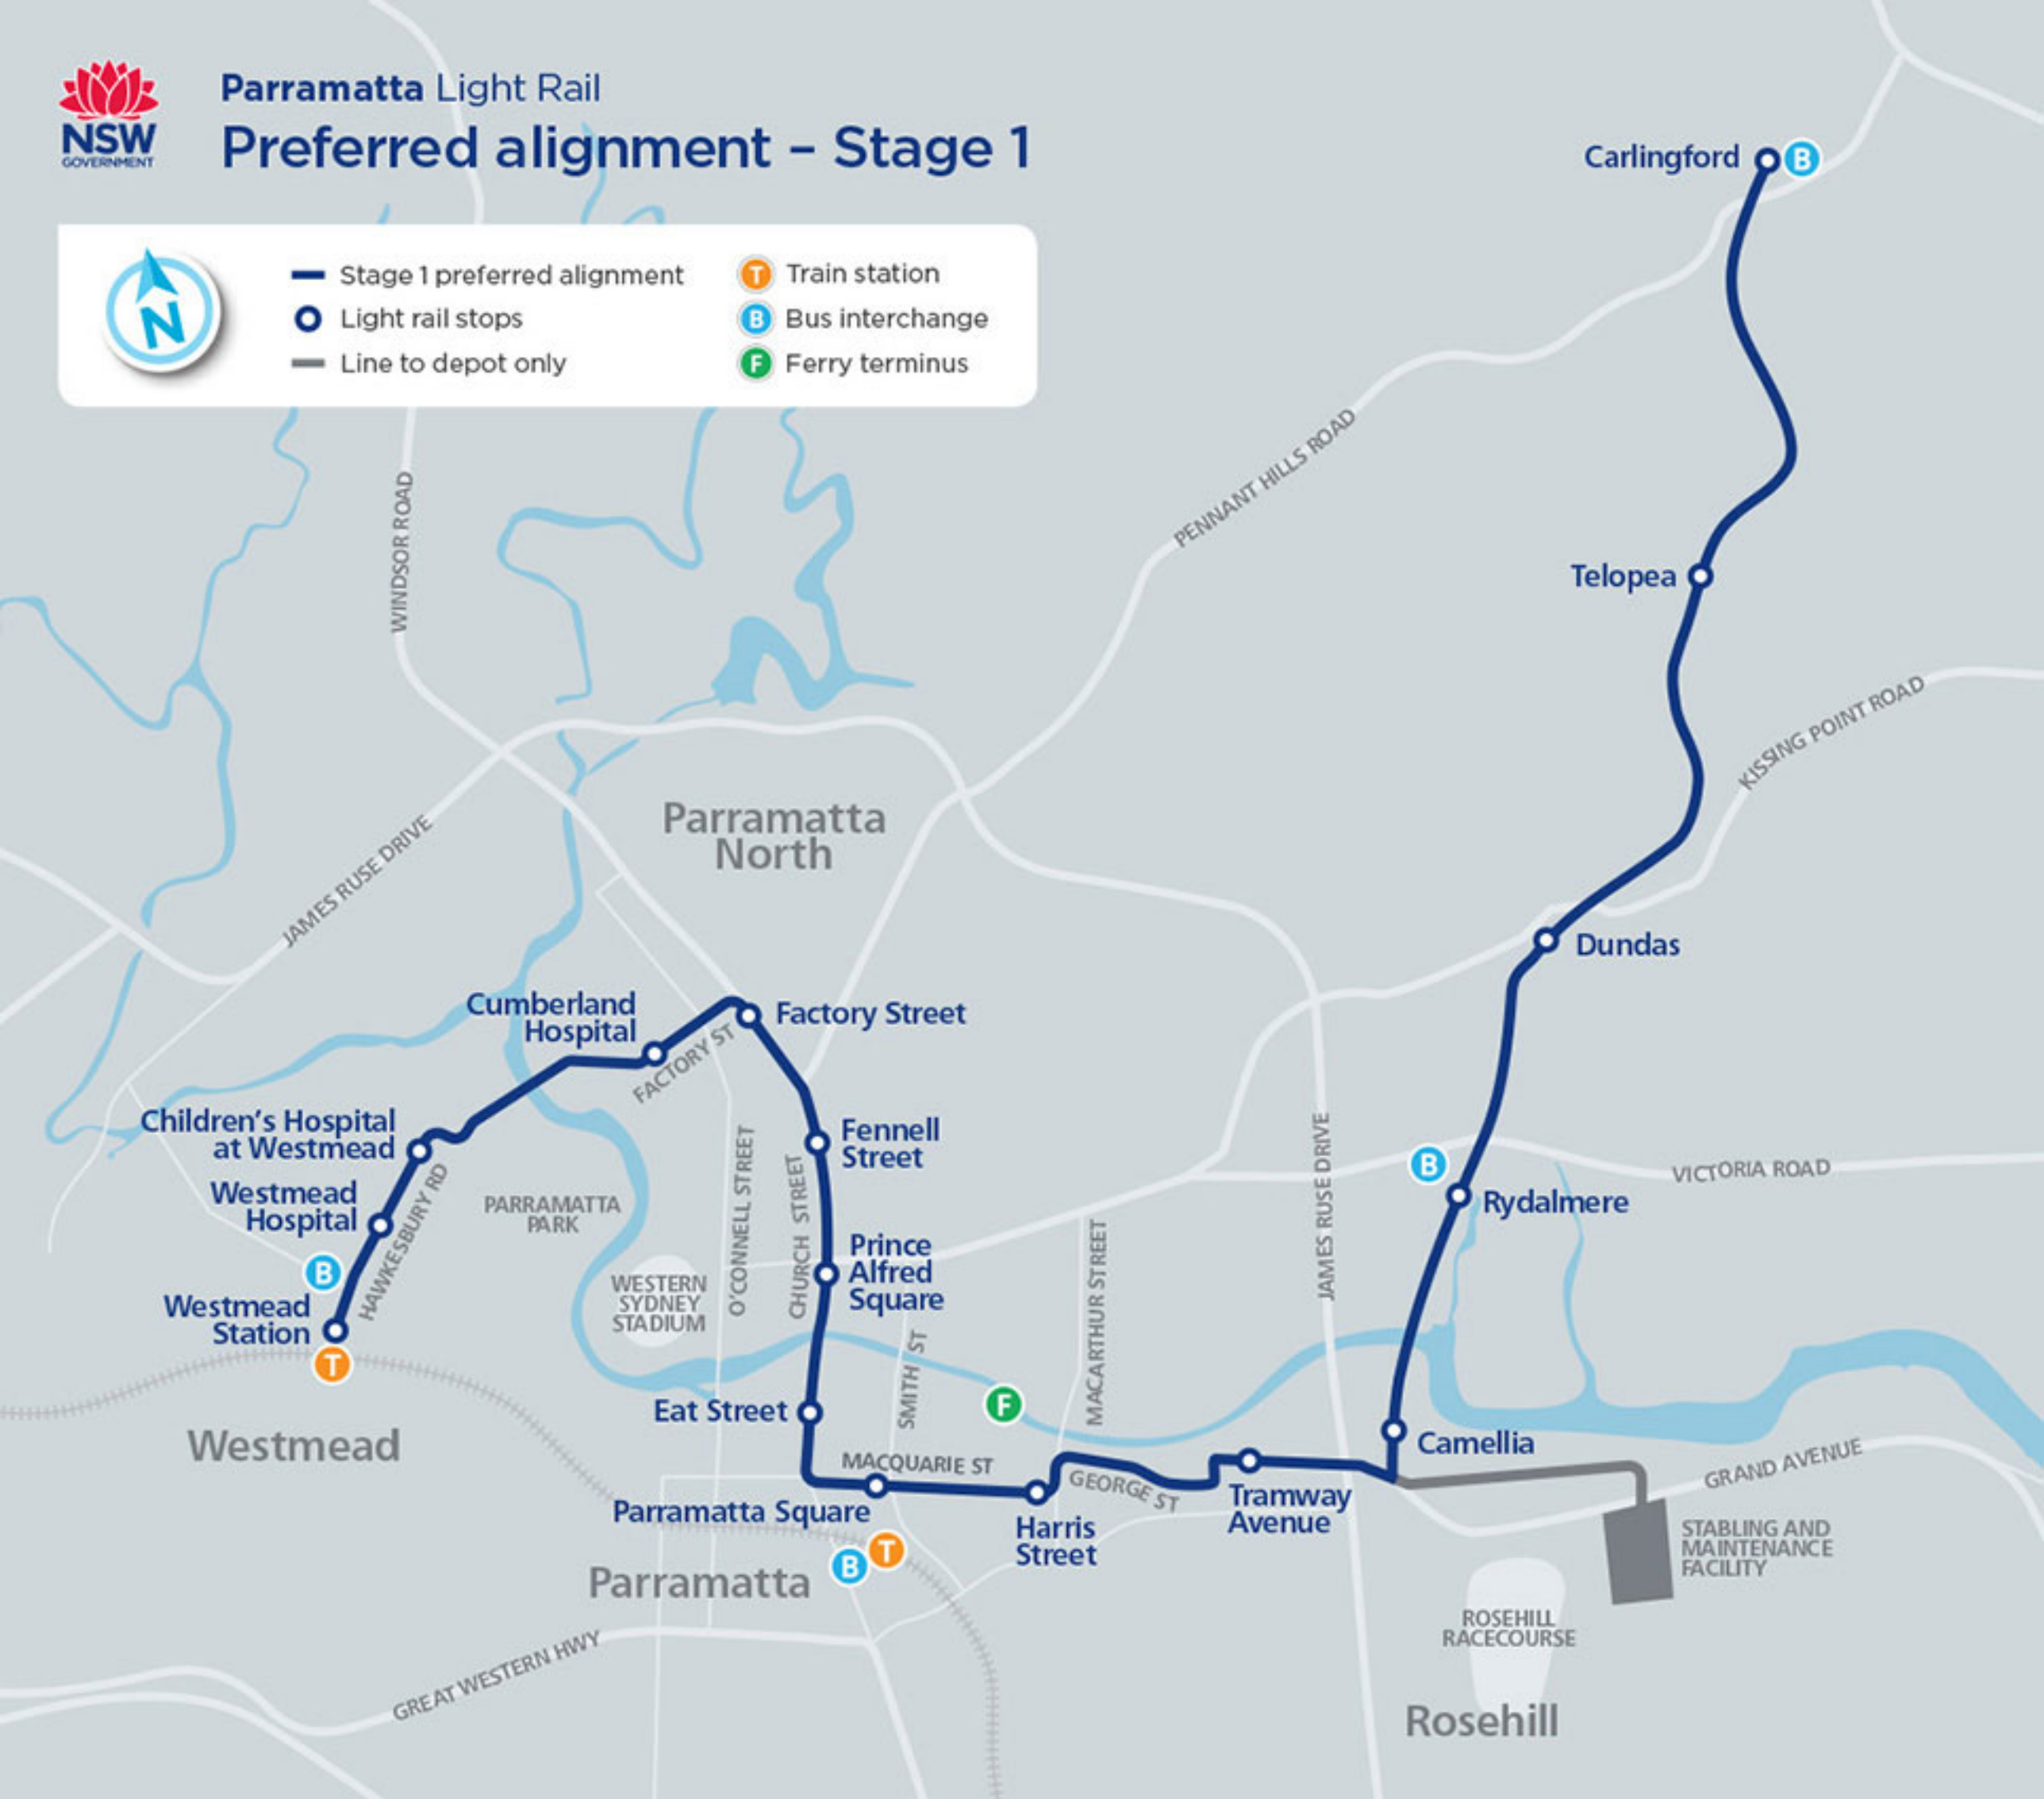 Parramatta Light Rail
Preferred alignment – Stage 1
NSW
GOVERNMENT
N
Stage 1 preferred alignment
Light rail stops
Line to depot only
T Train station
B Bus interchange
F Ferry terminus
Carlingford
B
PENNANT HILLS ROAD
WINDSOR ROAD
Telopea
KISSING POINT ROAD
Parramatta
North
JAMES RUSE DRIVE
Dundas
Cumberland
Hospital
Factory Street
FACTORY ST
Children's Hospital
at Westmead
Fennell
Street
Westmead
Hospital
HAWKESBURY RD
PARRAMATTA
PARK
O'CONNELL STREET
CHURCH STREET
JAMES RUSE DRIVE
B
VICTORIA ROAD
Rydalmere
Prince
Alfred
Square
MACARTHUR STREET
B
WESTERN
SYDNEY
STADIUM
Westmead
Station
T
SMITH ST
F
Eat Street
Westmead
MACQUARIE ST
Camellia
GRAND AVENUE
GEORGE ST
Parramatta Square
Tramway
Avenue
Harris
Street
STABLING AND
MAINTENANCE
FACILITY
T
B
Parramatta
ROSEHILL
RACECOURSE
GREAT WESTERN HWY
Rosehill